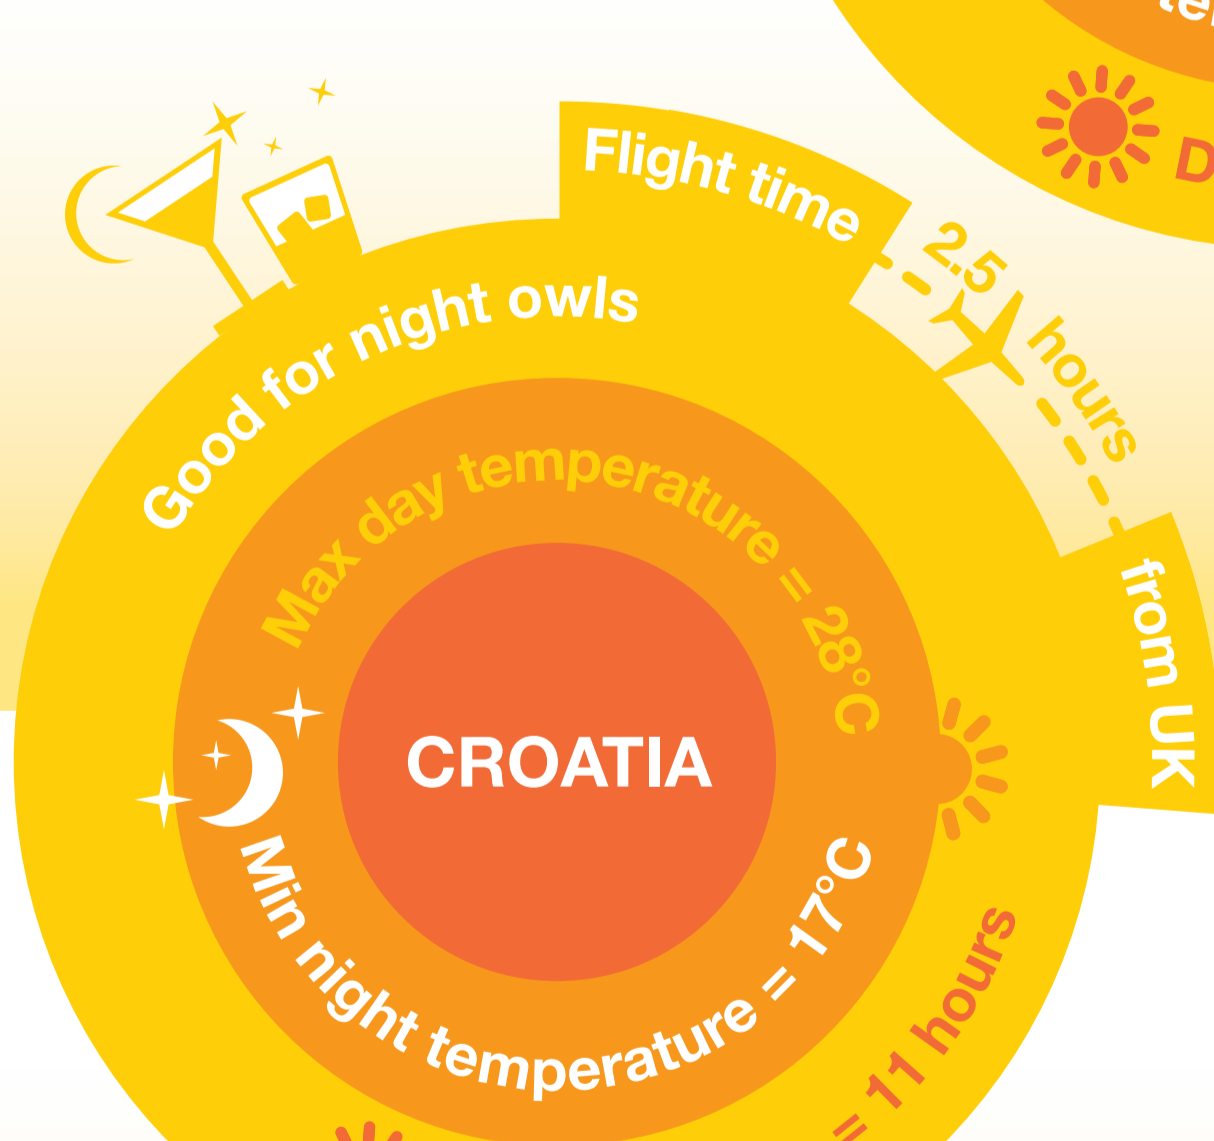 Flight time
2.5 hours
from UK
Good for night owls
Max day temperature = 28°C
CROATIA
Min night temperature = 17°C
= 11 hours